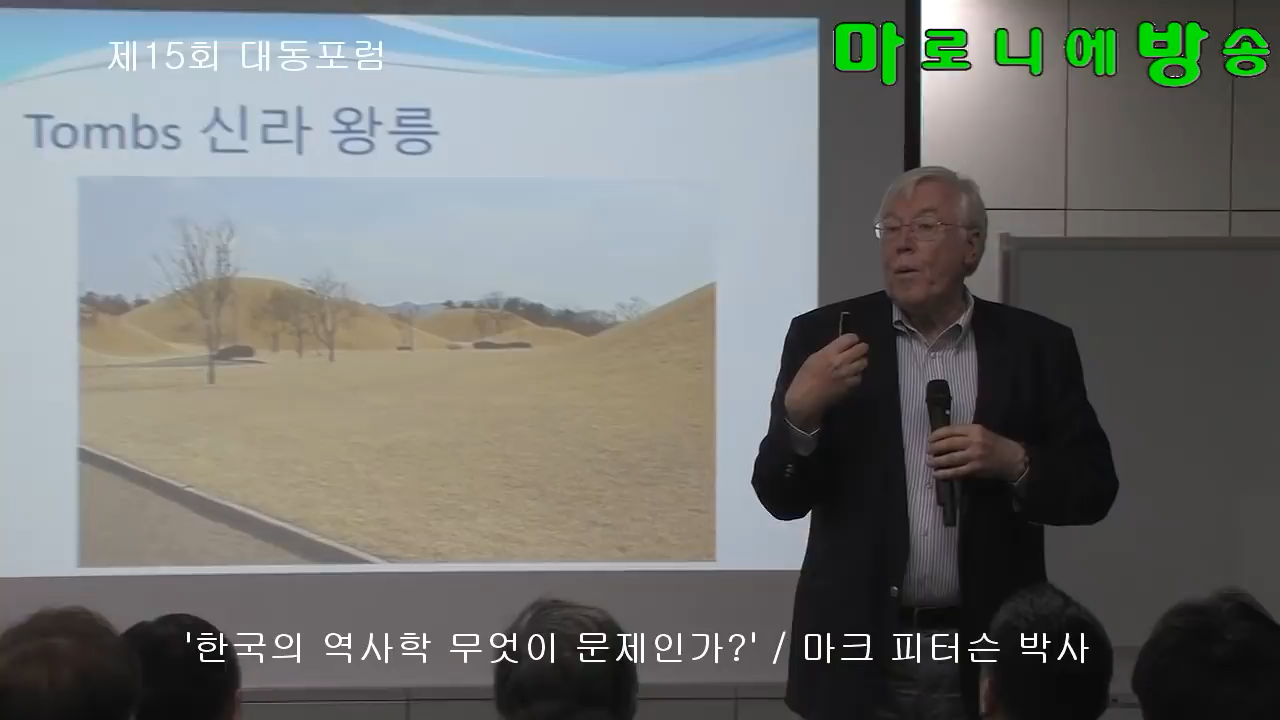 제15회 대동포럼
마로니에방송
Tombs 신라 왕릉
'한국의 역사학 무엇이 문제인가?' / 마크 피터슨 박사